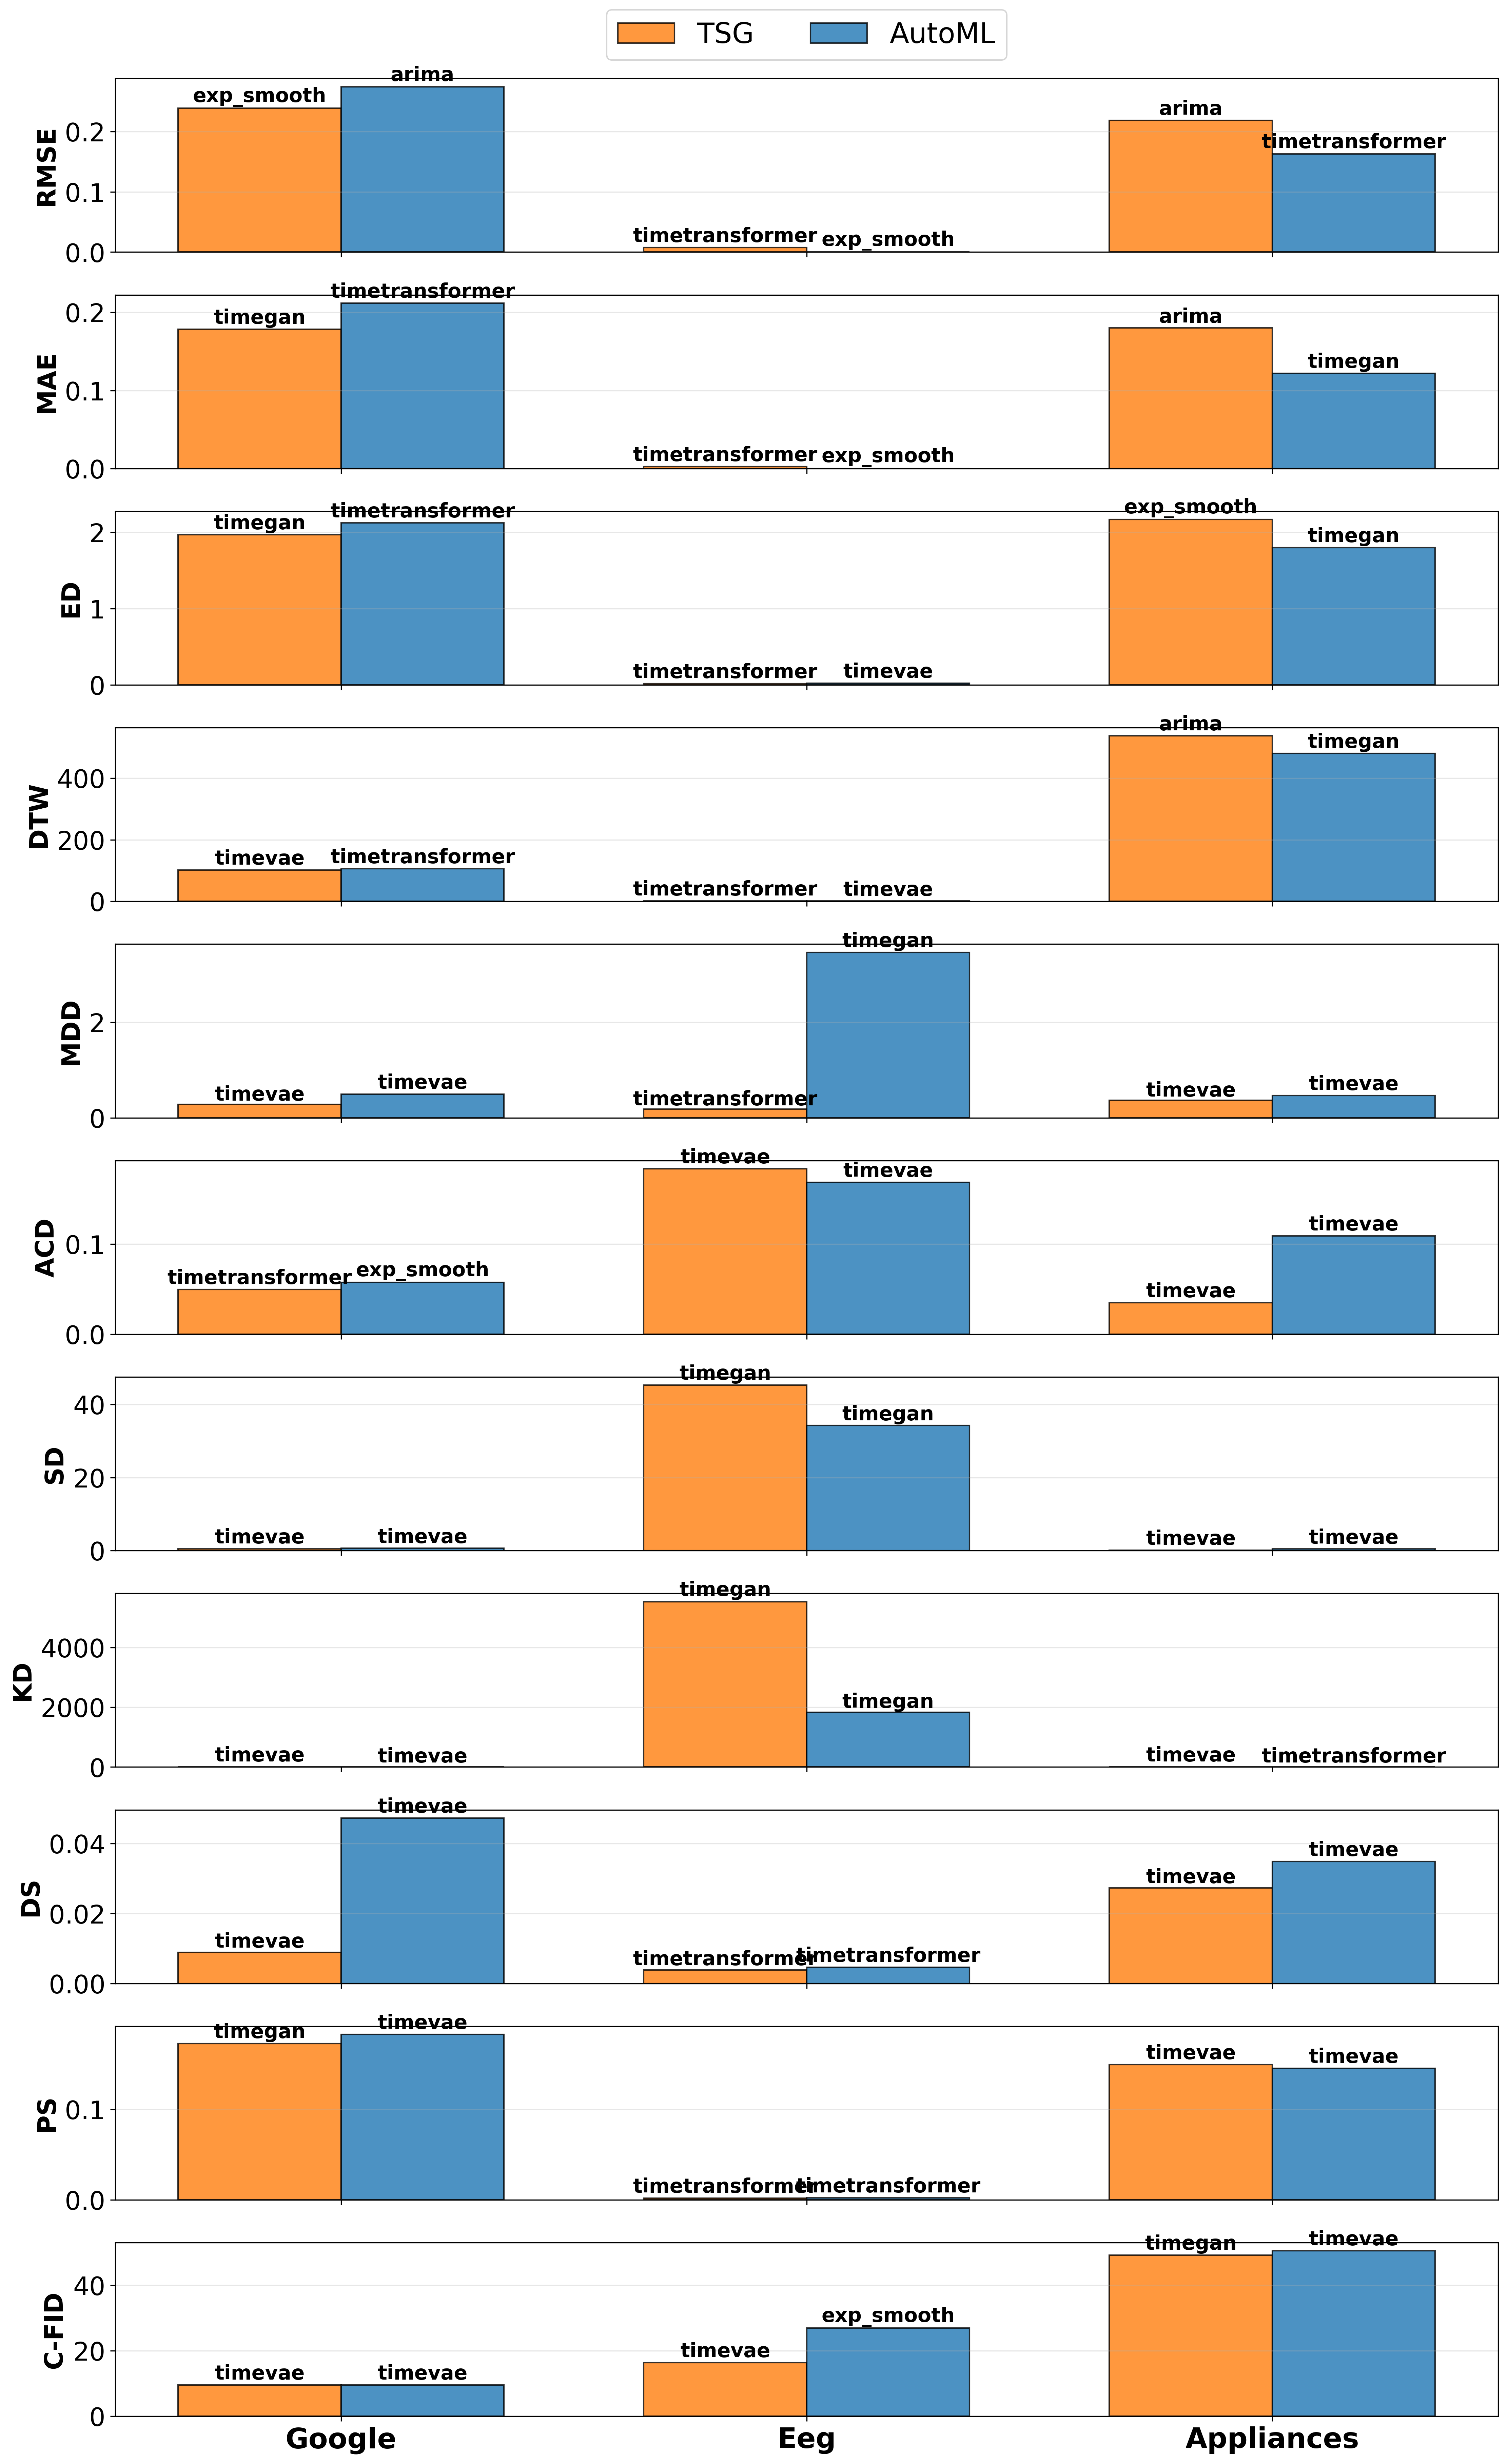 TSG AutoML
RMSE
0.2
0.1
0.0
exp_smooth arima timetransformer exp_smooth arima timetransformer
MAE
0.2
0.1
0.0
timegan timetransformer timetransformer exp_smooth arima timegan
ED
2
1
0
timegan timetransformer timetransformer timevae exp_smooth timegan
DTW
400
200
0
timevae timetransformer timetransformer timevae arima timegan
MDD
2
0
timevae timevae timetransformer timegan timevae timevae
ACD
0.1
0.0
timetransformer exp_smooth timevae timevae timevae timevae
SD
40
20
0
timevae timevae timegan timegan timevae timevae
KD
4000
2000
0
timevae timevae timegan timegan timevae timetransformer
DS
0.04
0.02
0.00
timevae timevae timetransformer timetransformer timevae timevae
PS
0.1
0.0
timegan timevae timetransformer timetransformer timevae timevae
C-FID
40
20
0
timevae timevae timevae exp_smooth timegan timevae
Google Eeg Appliances